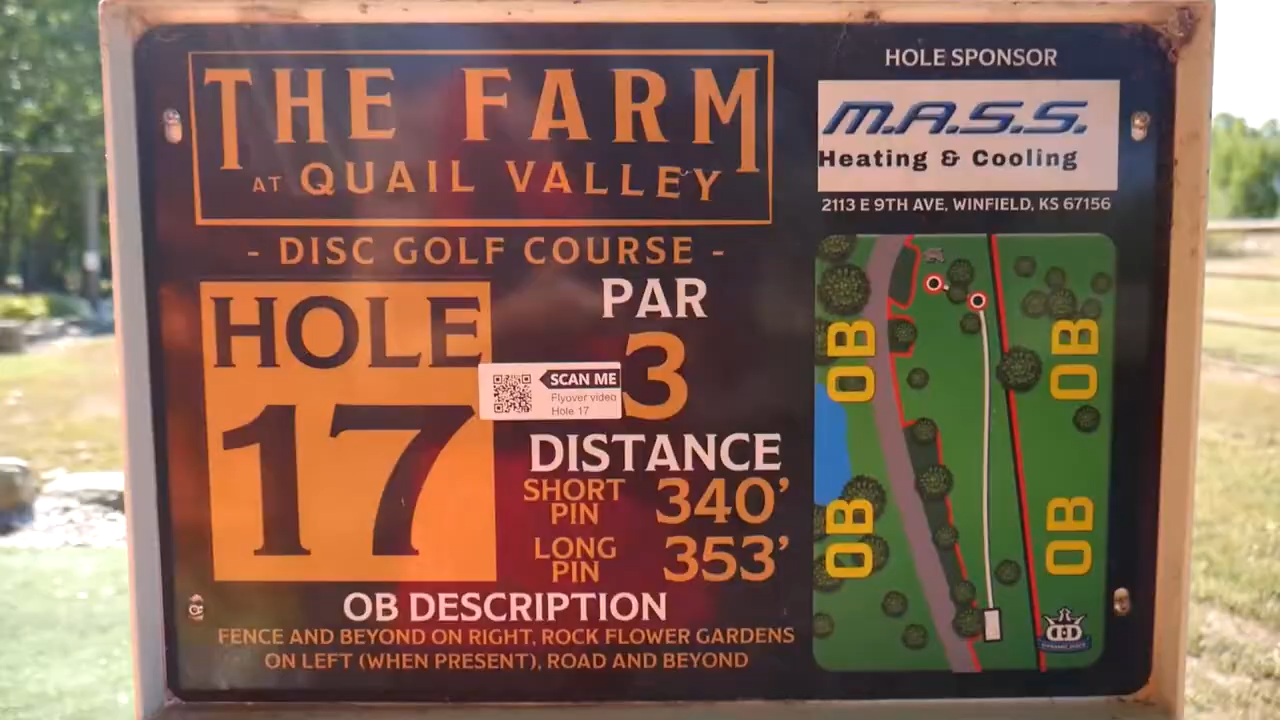 THE FARM
AT QUAIL VALLEY
- DISC GOLF COURSE -
HOLE
17
PAR
3
SCAN ME
Flyover video
Hole 17
DISTANCE
SHORT PIN 340'
LONG PIN 353'
OB DESCRIPTION
FENCE AND BEYOND ON RIGHT, ROCK FLOWER GARDENS
ON LEFT (WHEN PRESENT), ROAD AND BEYOND
HOLE SPONSOR
M.A.S.S.
Heating & Cooling
2113 E 9TH AVE, WINFIELD, KS 67156
OB
OB
OB
OB